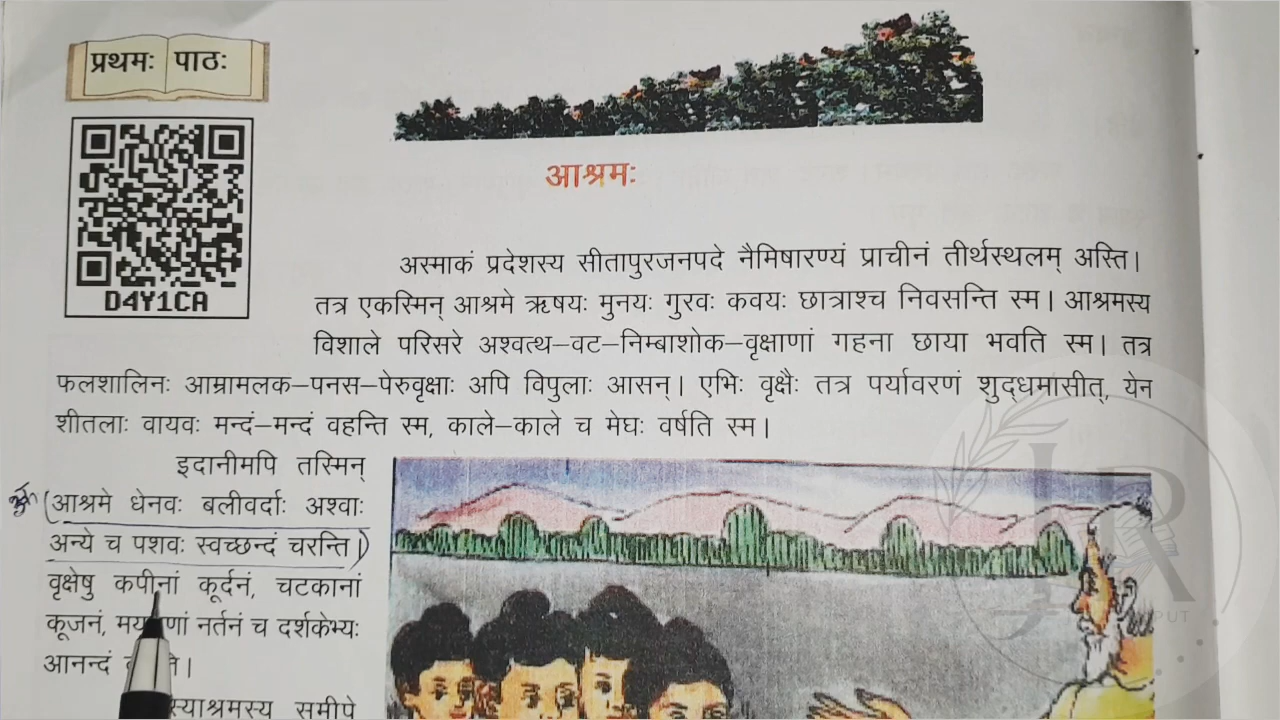 प्रथमः पाठः
D4Y1CA
आश्रमः
अस्माकं प्रदेशस्य सीतापुरजनपदे नैमिषारण्यं प्राचीनं तीर्थस्थलम् अस्ति।
तत्र एकस्मिन् आश्रमे ऋषयः मुनयः गुरवः कवयः छात्राश्च निवसन्ति स्म। आश्रमस्य
विशाले परिसरे अश्वत्थ–वट–निम्बाशोक–वृक्षाणां गहना छाया भवति स्म। तत्र
फलशालिनः आम्रामलक–पनस–पेरुवृक्षाः अपि विपुलाः आसन्। एभिः वृक्षैः तत्र पर्यावरणं शुद्धमासीत्, येन
शीतलाः वायवः मन्दं–मन्दं वहन्ति स्म, काले–काले च मेघः वर्षति स्म।
इदानीमपि तस्मिन्
(आश्रमे धेनवः बलीवर्दाः अश्वाः
अन्ये च पशवः स्वच्छन्दं चरन्ति।)
वृक्षेषु कपीनां कूर्दनं, चटकानां
कूजनं, नर्तनं च दर्शकेभ्यः
आनन्दं
समीपे
JR